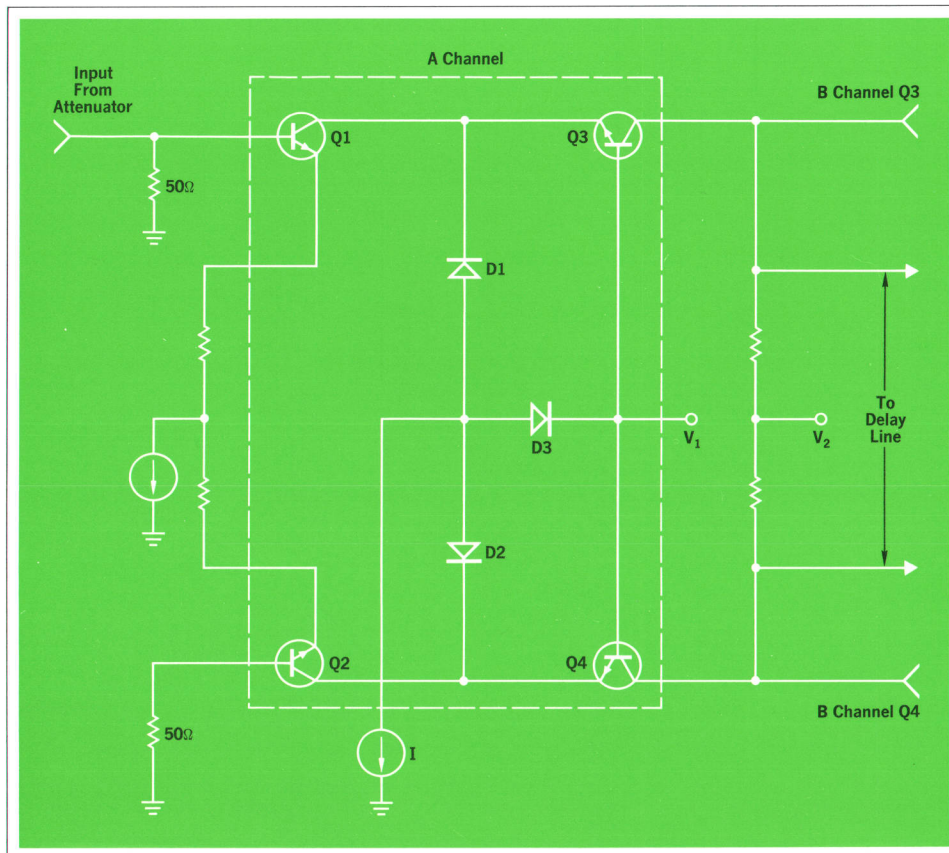 A Channel
Input
From
Attenuator
B Channel Q3
Q1
Q3
50Ω
D1
D3
V1
V2
To
Delay
Line
D2
Q2
Q4
50Ω
I
B Channel Q4